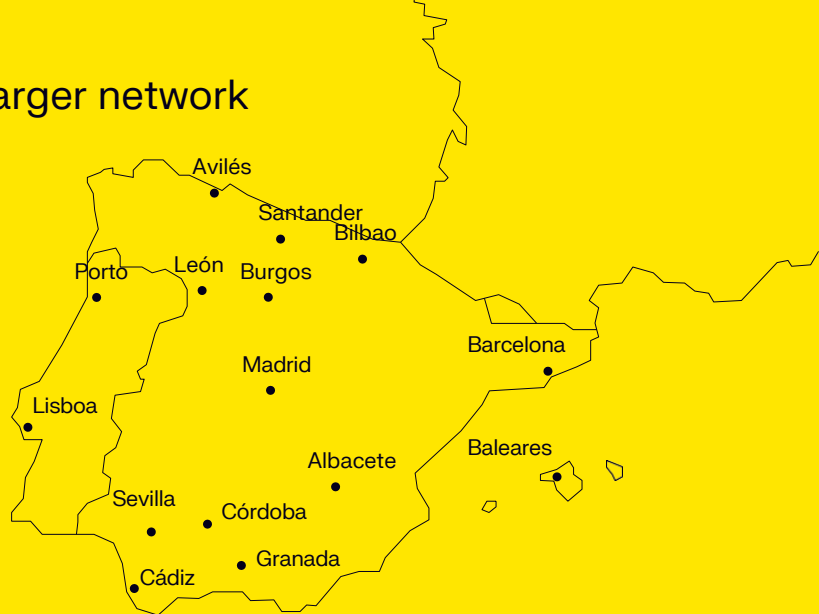 arger network
Avilés
Santander
Bilbao
Porto
León
Burgos
Barcelona
Madrid
Lisboa
Baleares
Albacete
Sevilla
Córdoba
Granada
Cádiz